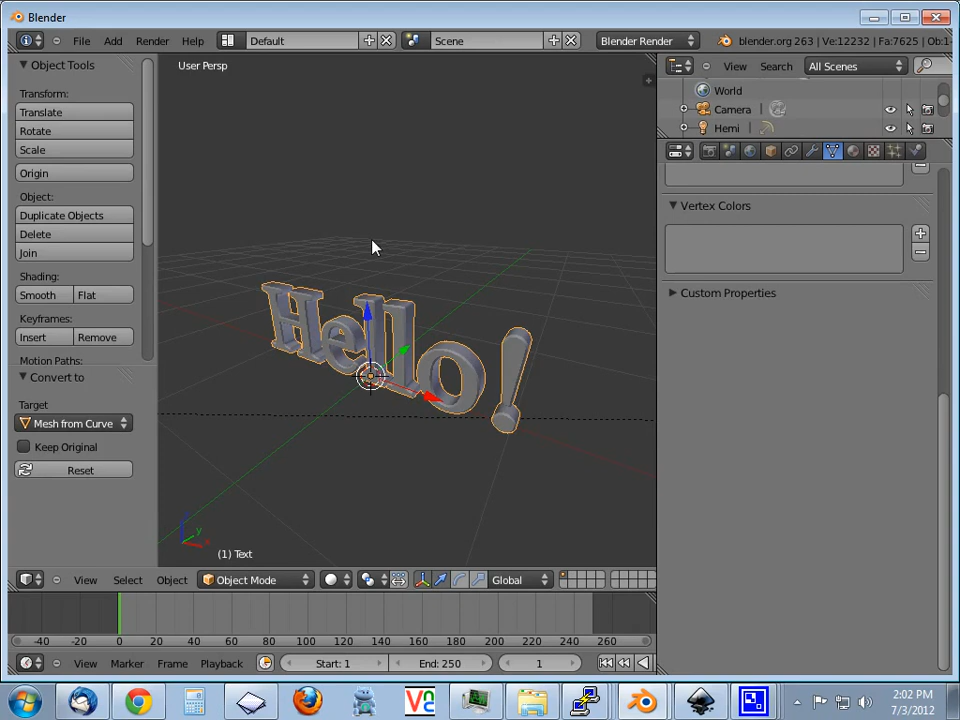 Blender
File Add Render Help Default Scene Blender Render blender.org 263 | Ve:12232 | Fa:7625 | Ob:1-
Object Tools
Transform:
Translate
Rotate
Scale
Origin
Object:
Duplicate Objects
Delete
Join
Shading:
Smooth Flat
Keyframes:
Insert Remove
Motion Paths:
Convert to
Target
Mesh from Curve
Keep Original
Reset
User Persp
Hello!
z
y
x
(1) Text
View Select Object Object Mode Global
View Search All Scenes
World
Camera
Hemi
Vertex Colors
Custom Properties
-40 -20 0 20 40 60 80 100 120 140 160 180 200 220 240 260
View Marker Frame Playback Start: 1 End: 250 1
2:02 PM
7/3/2012